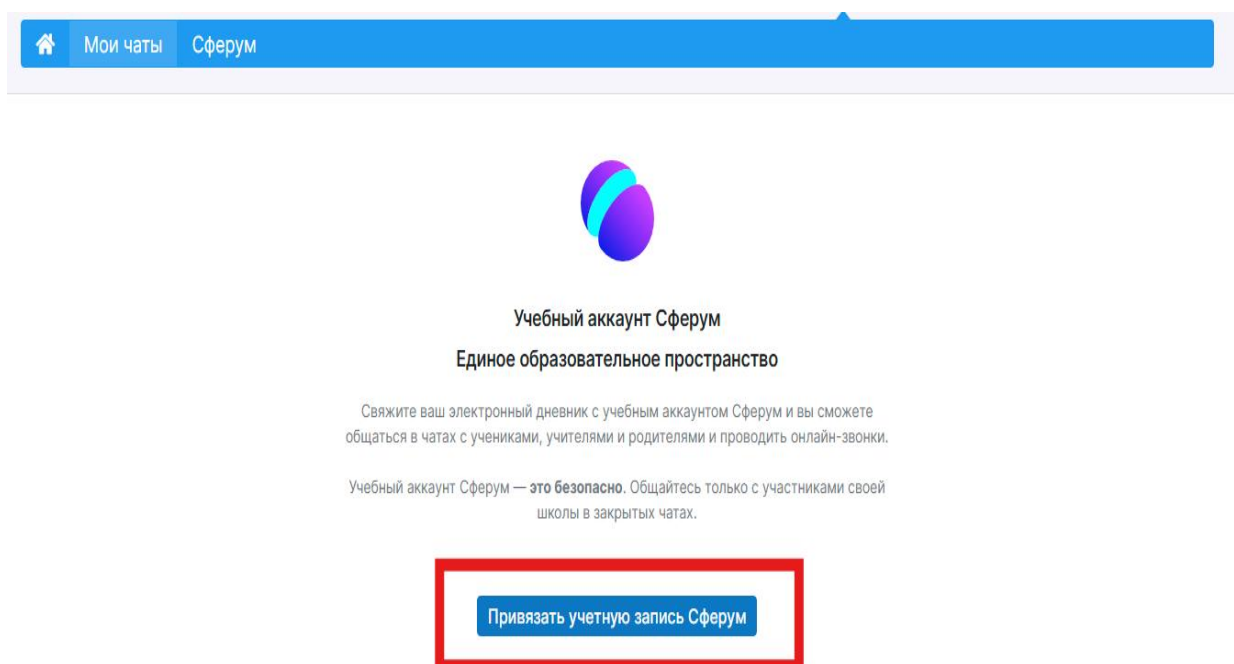 Мои чаты Сферум
Учебный аккаунт Сферум
Единое образовательное пространство
Свяжите ваш электронный дневник с учебным аккаунтом Сферум и вы сможете
общаться в чатах с учениками, учителями и родителями и проводить онлайн-звонки.
Учебный аккаунт Сферум — это безопасно. Общайтесь только с участниками своей
школы в закрытых чатах.
Привязать учетную запись Сферум